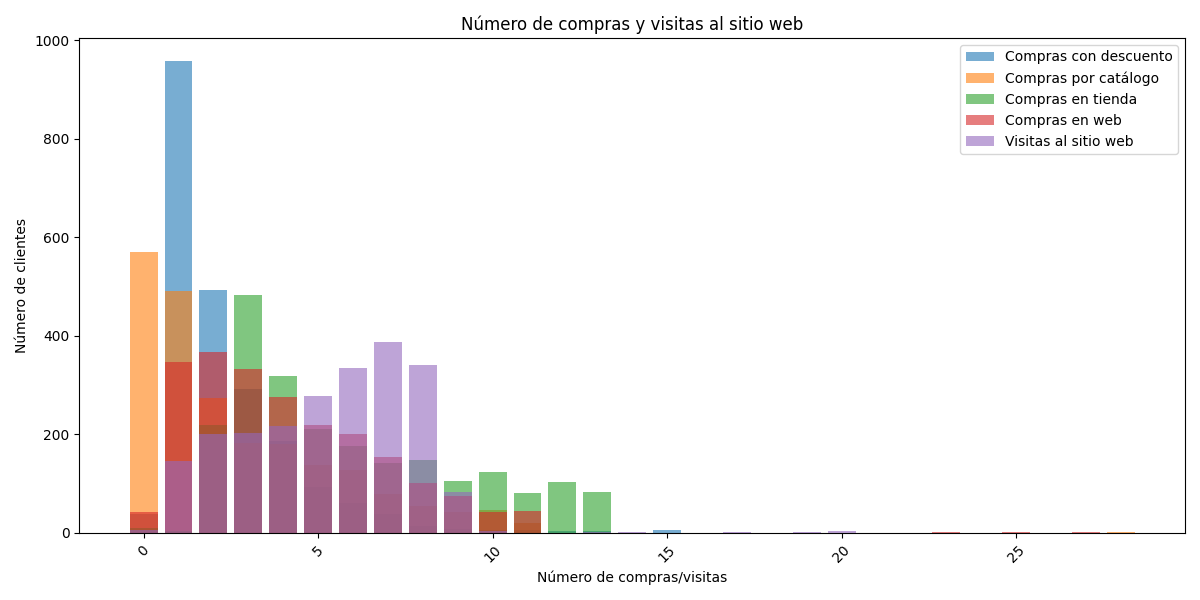 Número de compras y visitas al sitio web
1000
800
600
400
200
0
Número de clientes
Compras con descuento
Compras por catálogo
Compras en tienda
Compras en web
Visitas al sitio web
0 5 10 15 20 25
Número de compras/visitas